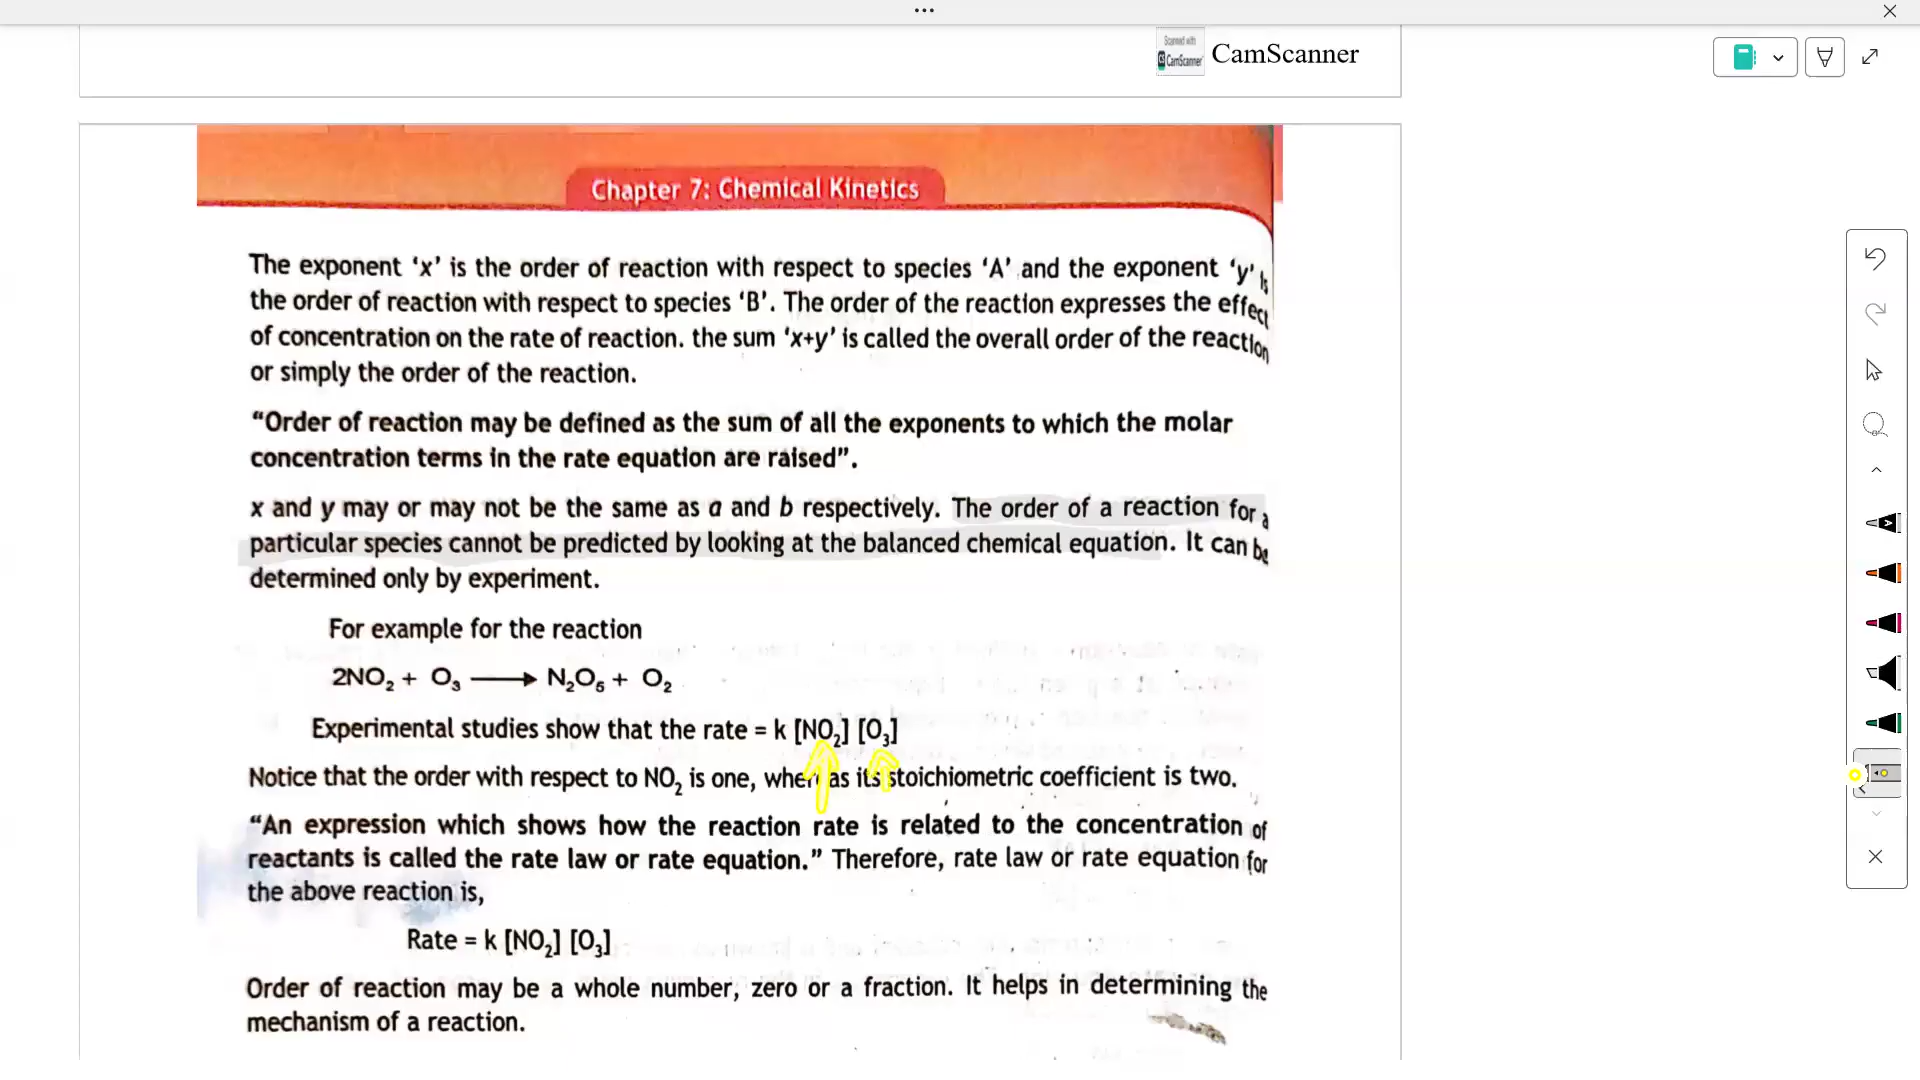 Scanned with
CS CamScanner
CamScanner
Chapter 7: Chemical Kinetics
The exponent ‘x’ is the order of reaction with respect to species ‘A’ and the exponent ‘y’ is
the order of reaction with respect to species ‘B’. The order of the reaction expresses the effect
of concentration on the rate of reaction. the sum ‘x+y’ is called the overall order of the reaction
or simply the order of the reaction.
“Order of reaction may be defined as the sum of all the exponents to which the molar
concentration terms in the rate equation are raised”.
x and y may or may not be the same as a and b respectively. The order of a reaction for a
particular species cannot be predicted by looking at the balanced chemical equation. It can be
determined only by experiment.
For example for the reaction
2NO₂ + O₃ ⟶ N₂O₅ + O₂
Experimental studies show that the rate = k [NO₂] [O₃]
Notice that the order with respect to NO₂ is one, whereas its stoichiometric coefficient is two.
“An expression which shows how the reaction rate is related to the concentration of
reactants is called the rate law or rate equation.” Therefore, rate law or rate equation for
the above reaction is,
Rate = k [NO₂] [O₃]
Order of reaction may be a whole number, zero or a fraction. It helps in determining the
mechanism of a reaction.